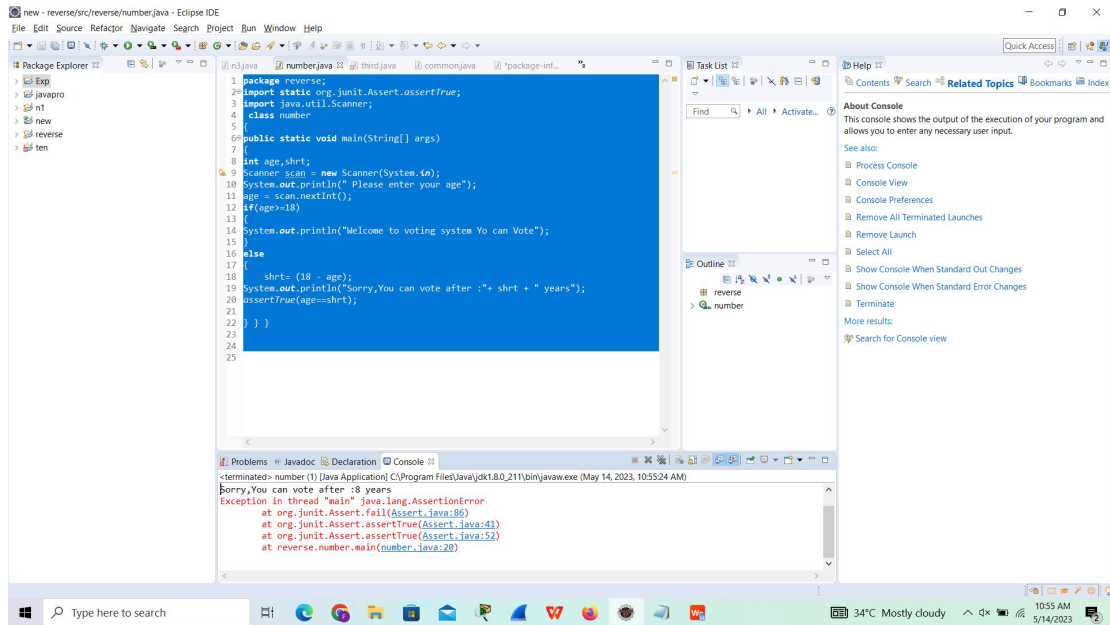 new - reverse/src/reverse/number.java - Eclipse IDE
File Edit Source Refactor Navigate Search Project Run Window Help
Quick Access
Package Explorer
Exp
javapro
n1
new
reverse
ten
n3.java number.java third.java common.java *package-inf... »
1 package reverse;
2 import static org.junit.Assert.assertTrue;
3 import java.util.Scanner;
4 class number
5 {
6 public static void main(String[] args)
7 {
8 int age,shrt;
9 Scanner scan = new Scanner(System.in);
10 System.out.println(" Please enter your age");
11 age = scan.nextInt();
12 if(age>=18)
13 {
14 System.out.println("Welcome to voting system Yo can Vote");
15 }
16 else
17 {
18 shrt= (18 - age);
19 System.out.println("Sorry,You can vote after :"+ shrt + " years");
20 assertTrue(age==shrt);
21
22 } } }
23
24
25
Task List
Find All Activate...
Outline
reverse
number
Help
Contents Search Related Topics Bookmarks Index
About Console
This console shows the output of the execution of your program and
allows you to enter any necessary user input.
See also:
Process Console
Console View
Console Preferences
Remove All Terminated Launches
Remove Launch
Select All
Show Console When Standard Out Changes
Show Console When Standard Error Changes
Terminate
More results:
Search for Console view
Problems Javadoc Declaration Console
<terminated> number (1) [Java Application] C:\Program Files\Java\jdk1.8.0_211\bin\javaw.exe (May 14, 2023, 10:55:24 AM)
Sorry,You can vote after :8 years
Exception in thread "main" java.lang.AssertionError
at org.junit.Assert.fail(Assert.java:86)
at org.junit.Assert.assertTrue(Assert.java:41)
at org.junit.Assert.assertTrue(Assert.java:52)
at reverse.number.main(number.java:20)
Type here to search
34°C Mostly cloudy
10:55 AM
5/14/2023